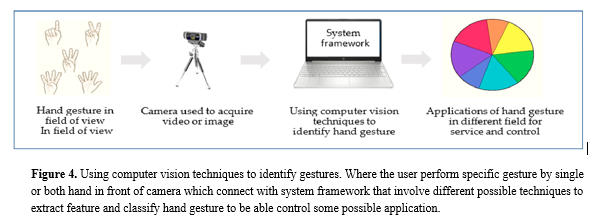 System
framework
Hand gesture in
field of view
In field of view
Camera used to acquire
video or image
Using computer vision
techniques to
identify hand gesture
Applications of hand gesture
in different field for
service and control
Figure 4. Using computer vision techniques to identify gestures. Where the user perform specific gesture by single
or both hand in front of camera which connect with system framework that involve different possible techniques to
extract feature and classify hand gesture to be able control some possible application.